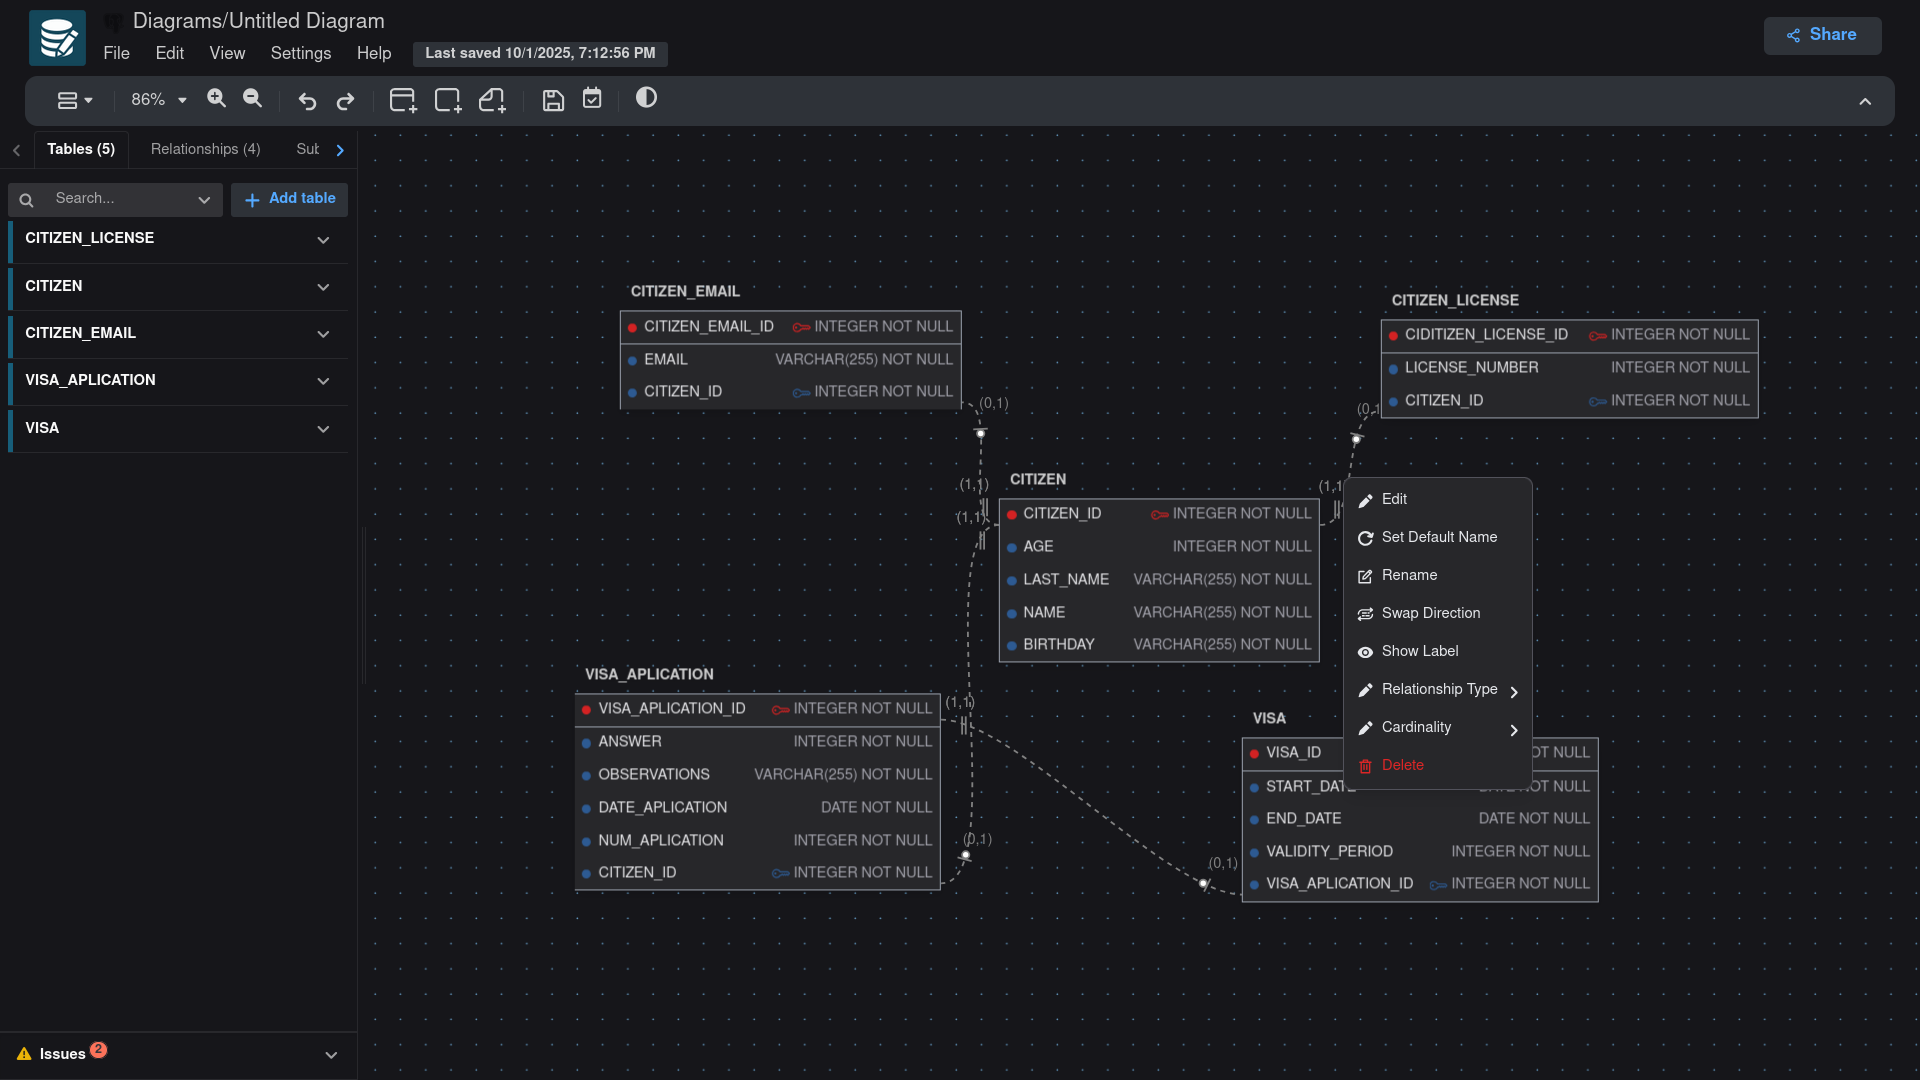 Diagrams/Untitled Diagram
File Edit View Settings Help Last saved 10/1/2025, 7:12:56 PM
Share
86%
Tables (5) Relationships (4) Sub
Search... Add table
CITIZEN_LICENSE
CITIZEN
CITIZEN_EMAIL
VISA_APLICATION
VISA
Issues 2
CITIZEN_EMAIL
CITIZEN_EMAIL_ID INTEGER NOT NULL
EMAIL VARCHAR(255) NOT NULL
CITIZEN_ID INTEGER NOT NULL
(0,1)
CITIZEN_LICENSE
CIDITIZEN_LICENSE_ID INTEGER NOT NULL
LICENSE_NUMBER INTEGER NOT NULL
CITIZEN_ID INTEGER NOT NULL
(0,1
(1,1)
(1,1)
CITIZEN
CITIZEN_ID INTEGER NOT NULL
AGE INTEGER NOT NULL
LAST_NAME VARCHAR(255) NOT NULL
NAME VARCHAR(255) NOT NULL
BIRTHDAY VARCHAR(255) NOT NULL
(1,1
Edit
Set Default Name
Rename
Swap Direction
Show Label
Relationship Type
Cardinality
Delete
VISA_APLICATION
VISA_APLICATION_ID INTEGER NOT NULL
ANSWER INTEGER NOT NULL
OBSERVATIONS VARCHAR(255) NOT NULL
DATE_APLICATION DATE NOT NULL
NUM_APLICATION INTEGER NOT NULL
CITIZEN_ID INTEGER NOT NULL
(1,1)
(0,1)
(0,1)
VISA
VISA_ID NOT NULL
START_DATE DATE NOT NULL
END_DATE DATE NOT NULL
VALIDITY_PERIOD INTEGER NOT NULL
VISA_APLICATION_ID INTEGER NOT NULL